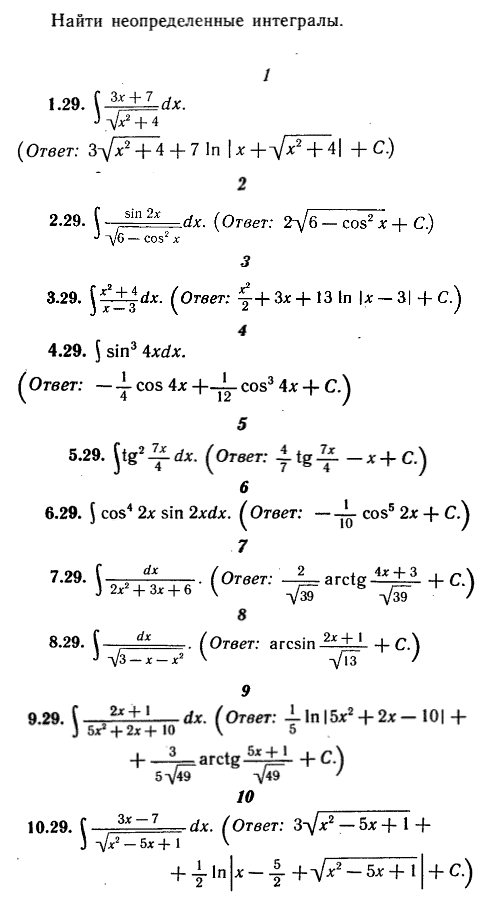 Найти неопределенные интегралы.
1
1.29. ∫ (3x + 7)/√(x² + 4) dx.
(Ответ: 3√(x² + 4) + 7 ln |x + √(x² + 4)| + C.)
2
2.29. ∫ sin 2x/√(6 − cos² x) dx. (Ответ: 2√(6 − cos² x) + C.)
3
3.29. ∫ (x² + 4)/(x − 3) dx. (Ответ: x²/2 + 3x + 13 ln |x − 3| + C.)
4
4.29. ∫ sin³ 4xdx.
(Ответ: − 1/4 cos 4x + 1/12 cos³ 4x + C.)
5
5.29. ∫ tg² 7x/4 dx. (Ответ: 4/7 tg 7x/4 − x + C.)
6
6.29. ∫ cos⁴ 2x sin 2xdx. (Ответ: − 1/10 cos⁵ 2x + C.)
7
7.29. ∫ dx/(2x² + 3x + 6). (Ответ: 2/√39 arctg (4x + 3)/√39 + C.)
8
8.29. ∫ dx/√(3 − x − x²). (Ответ: arcsin (2x + 1)/√13 + C.)
9
9.29. ∫ (2x + 1)/(5x² + 2x + 10) dx. (Ответ: 1/5 ln |5x² + 2x − 10| +
+ 3/(5√49) arctg (5x + 1)/√49 + C.)
10
10.29. ∫ (3x − 7)/√(x² − 5x + 1) dx. (Ответ: 3√(x² − 5x + 1) +
+ 1/2 ln |x − 5/2 + √(x² − 5x + 1)| + C.)